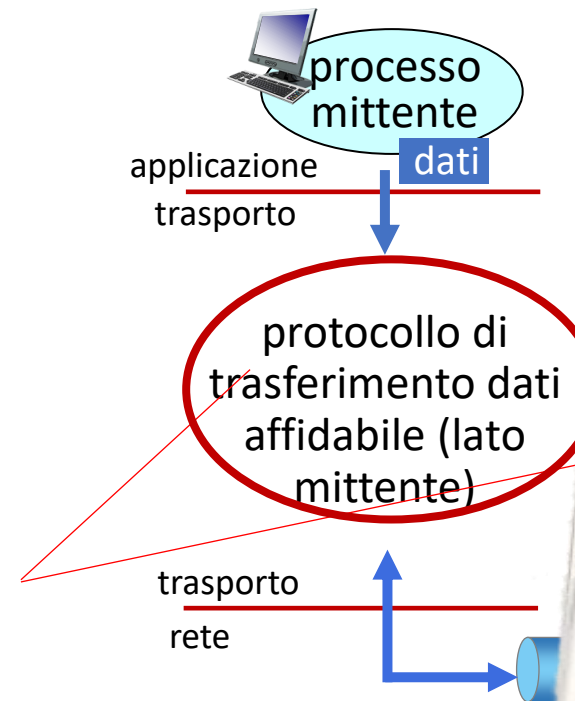 processo
mittente
dati
applicazione
trasporto
protocollo di
trasferimento dati
affidabile (lato
mittente)
trasporto
rete